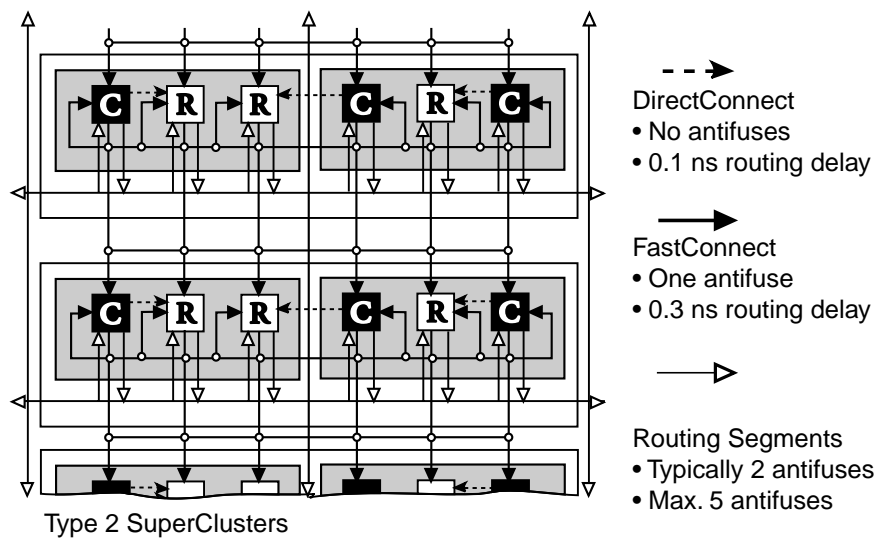 C R R C R C
C R R C R C
DirectConnect
• No antifuses
• 0.1 ns routing delay
FastConnect
• One antifuse
• 0.3 ns routing delay
Routing Segments
• Typically 2 antifuses
• Max. 5 antifuses
Type 2 SuperClusters